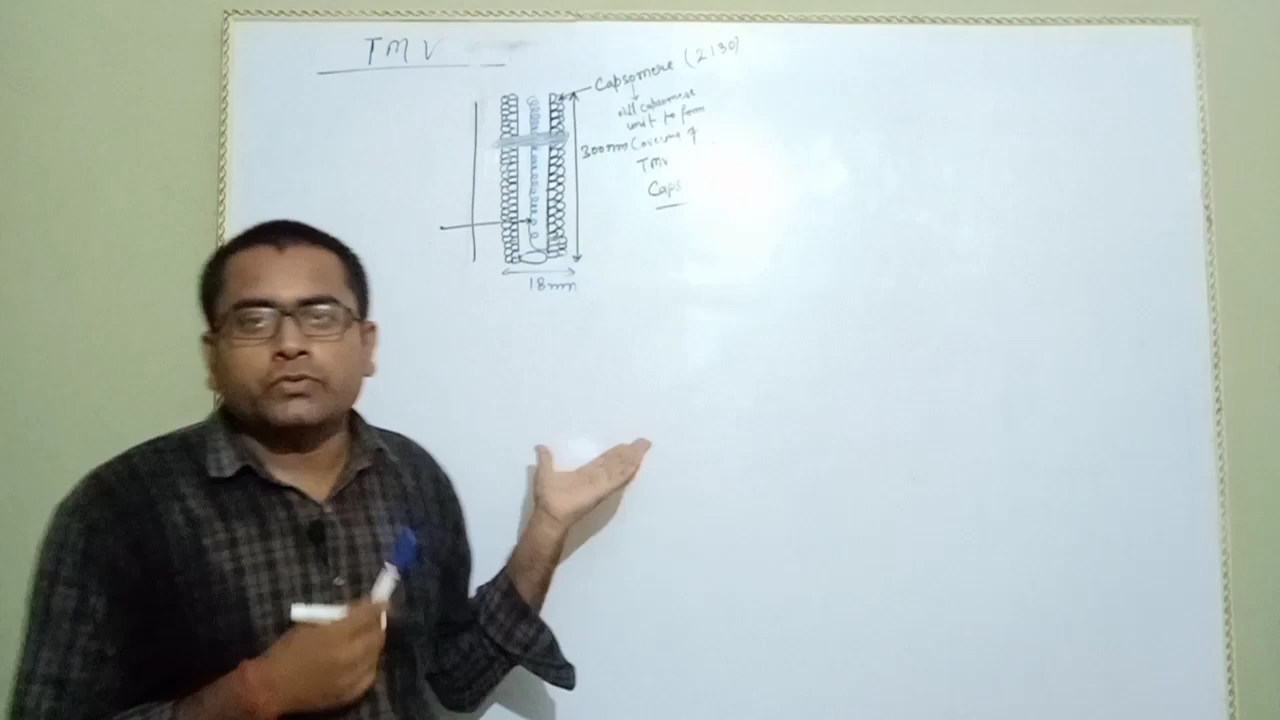 TMV
Capsomere (2130)
all capsomere
unit to form
300nm Covering of
TMV
Caps
18nm